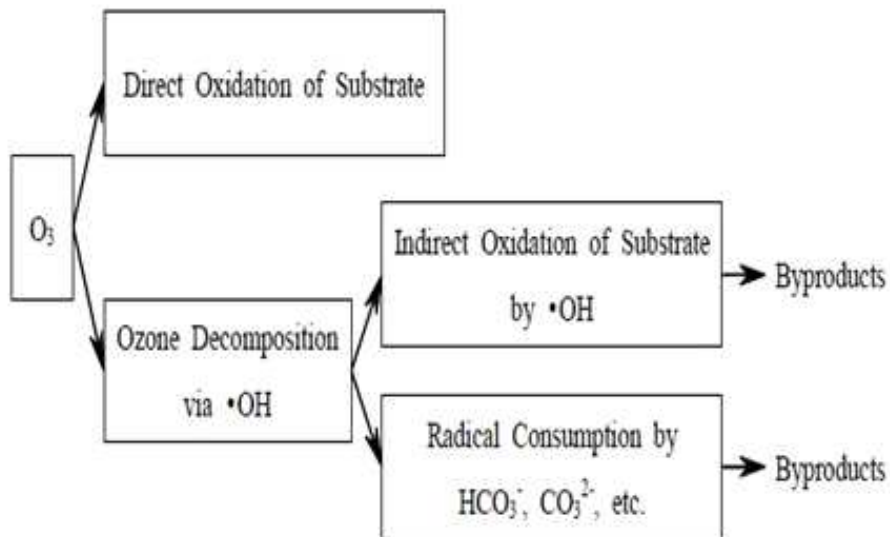 Direct Oxidation of Substrate
O₃
Ozone Decomposition
via •OH
Indirect Oxidation of Substrate
by •OH
Byproducts
Radical Consumption by
HCO₃⁻, CO₃²⁻, etc.
Byproducts